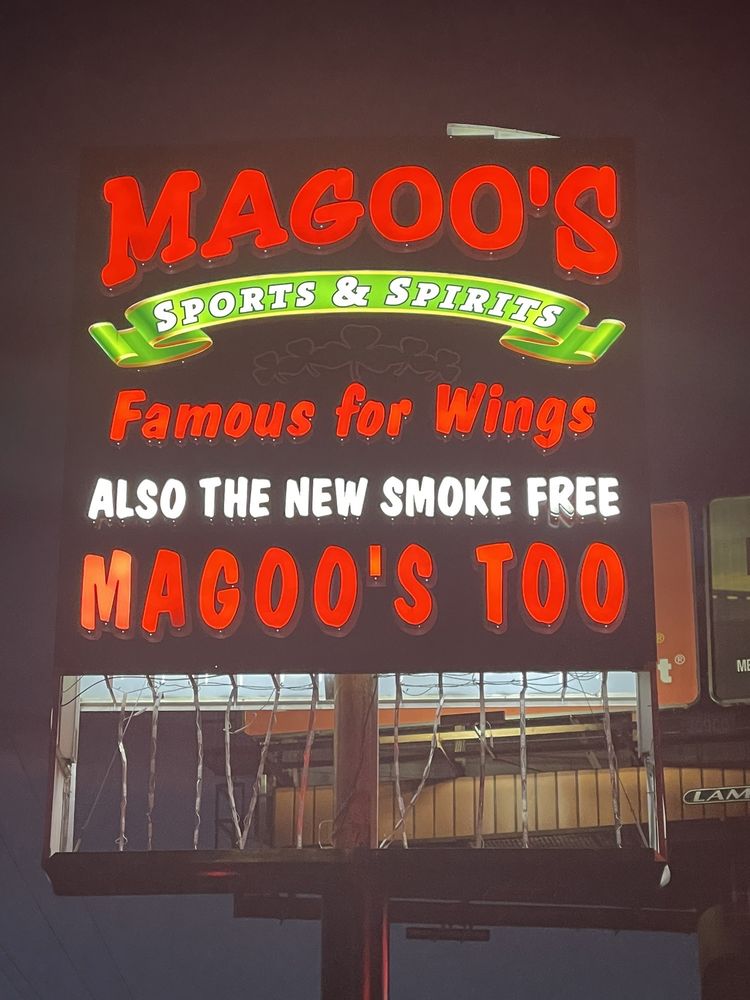 MAGOO'S
SPORTS & SPIRITS
Famous for Wings
ALSO THE NEW SMOKE FREE
MAGOO'S TOO